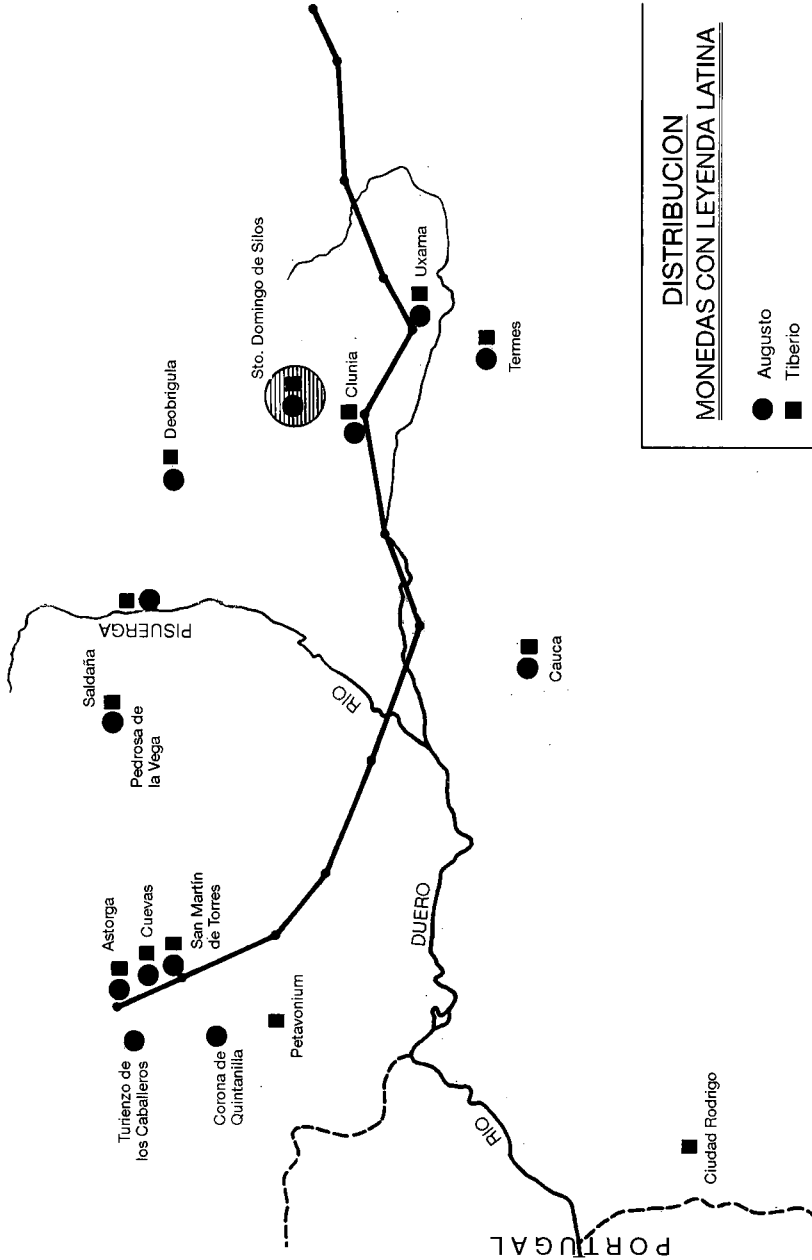 Astorga
Cuevas
San Martín
de Torres
Turienzo de
los Caballeros
Corona de
Quintanilla
Petavonium
Saldaña
Pedrosa de
la Vega
PISUERGA
RIO
Deobrigula
Sto. Domingo de Silos
Clunia
Uxama
Termes
Cauca
DUERO
RIO
Ciudad Rodrigo
PORTUGAL
DISTRIBUCION
MONEDAS CON LEYENDA LATINA
Augusto
Tiberio